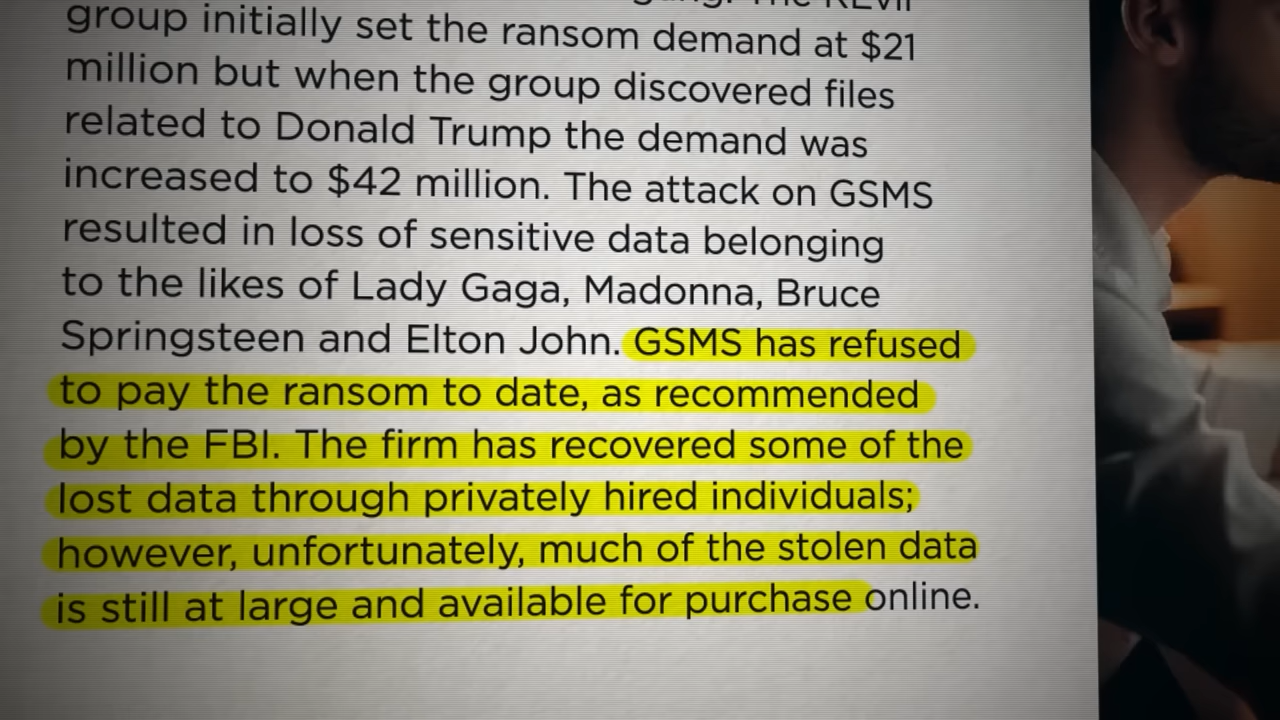 group initially set the ransom demand at $21
million but when the group discovered files
related to Donald Trump the demand was
increased to $42 million. The attack on GSMS
resulted in loss of sensitive data belonging
to the likes of Lady Gaga, Madonna, Bruce
Springsteen and Elton John. GSMS has refused
to pay the ransom to date, as recommended
by the FBI. The firm has recovered some of the
lost data through privately hired individuals;
however, unfortunately, much of the stolen data
is still at large and available for purchase online.